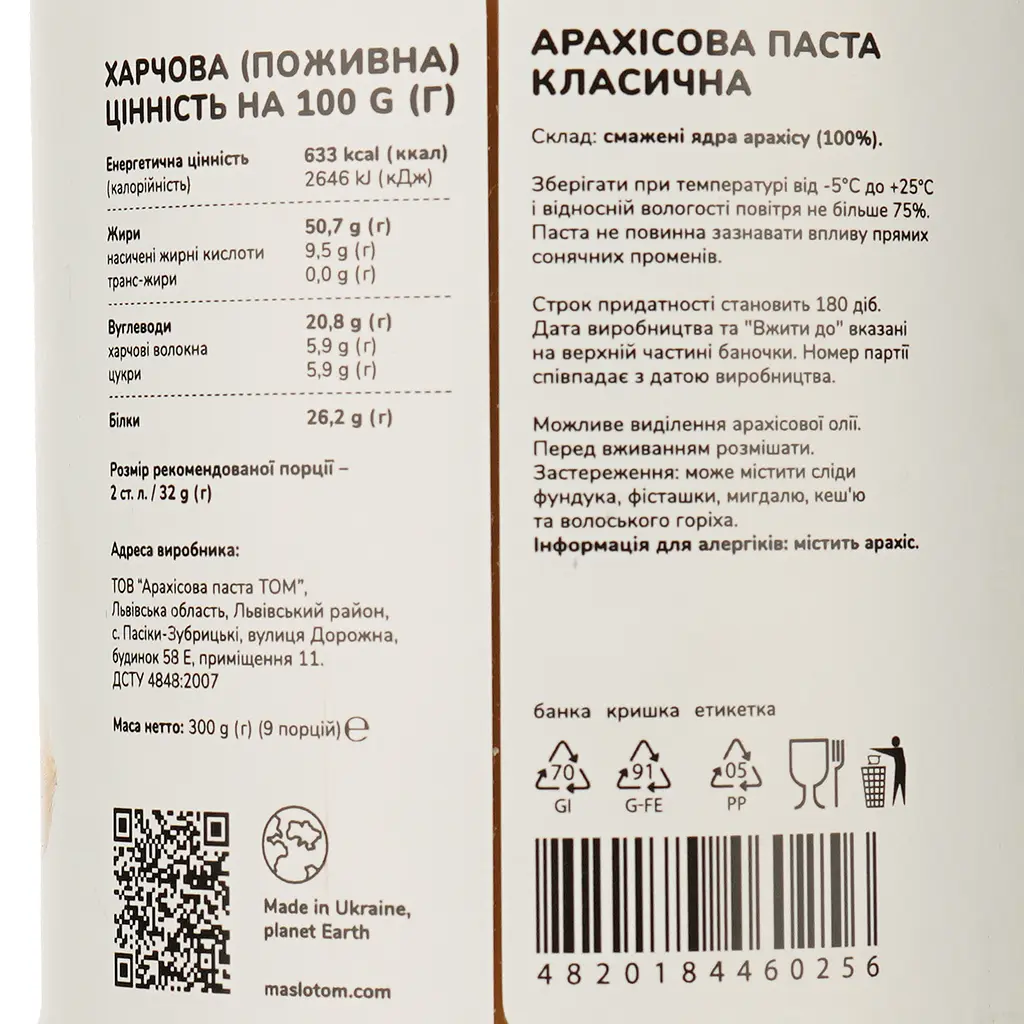 ХАРЧОВА (ПОЖИВНА)
ЦІННІСТЬ НА 100 G (Г)
Енергетична цінність 633 kcal (ккал)
(калорійність) 2646 kJ (кДж)
Жири 50,7 g (г)
насичені жирні кислоти 9,5 g (г)
транс-жири 0,0 g (г)
Вуглеводи 20,8 g (г)
харчові волокна 5,9 g (г)
цукри 5,9 g (г)
Білки 26,2 g (г)
Розмір рекомендованої порції –
2 ст. л. / 32 g (г)
Адреса виробника:
ТОВ "Арахісова паста ТОМ",
Львівська область, Львівський район,
с. Пасіки-Зубрицькі, вулиця Дорожна,
будинок 58 Е, приміщення 11.
ДСТУ 4848:2007
Маса нетто: 300 g (г) (9 порцій) ℮
Made in Ukraine,
planet Earth
maslotom.com
АРАХІСОВА ПАСТА
КЛАСИЧНА
Склад: смажені ядра арахісу (100%).
Зберігати при температурі від -5°C до +25°C
і відносній вологості повітря не більше 75%.
Паста не повинна зазнавати впливу прямих
сонячних променів.
Строк придатності становить 180 діб.
Дата виробництва та "Вжити до" вказані
на верхній частині баночки. Номер партії
співпадає з датою виробництва.
Можливе виділення арахісової олії.
Перед вживанням розмішати.
Застереження: може містити сліди
фундука, фісташки, мигдалю, кеш'ю
та волоського горіха.
Інформація для алергіків: містить арахіс.
банка кришка етикетка
70 91 05
GI G-FE PP
4820184460256